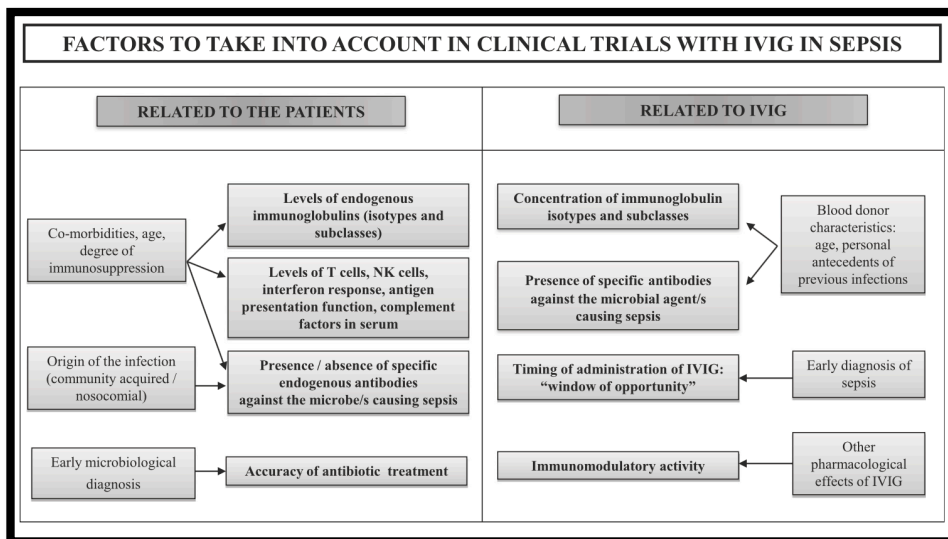 FACTORS TO TAKE INTO ACCOUNT IN CLINICAL TRIALS WITH IVIG IN SEPSIS
RELATED TO THE PATIENTS
Co-morbidities, age,
degree of
immunosuppression
Levels of endogenous
immunoglobulins (isotypes and
subclasses)
Levels of T cells, NK cells,
interferon response, antigen
presentation function, complement
factors in serum
Origin of the infection
(community acquired /
nosocomial)
Presence / absence of specific
endogenous antibodies
against the microbe/s causing sepsis
Early microbiological
diagnosis
Accuracy of antibiotic treatment
RELATED TO IVIG
Concentration of immunoglobulin
isotypes and subclasses
Blood donor
characteristics:
age, personal
antecedents of
previous infections
Presence of specific antibodies
against the microbial agent/s
causing sepsis
Timing of administration of IVIG:
“window of opportunity”
Early diagnosis of
sepsis
Immunomodulatory activity
Other
pharmacological
effects of IVIG